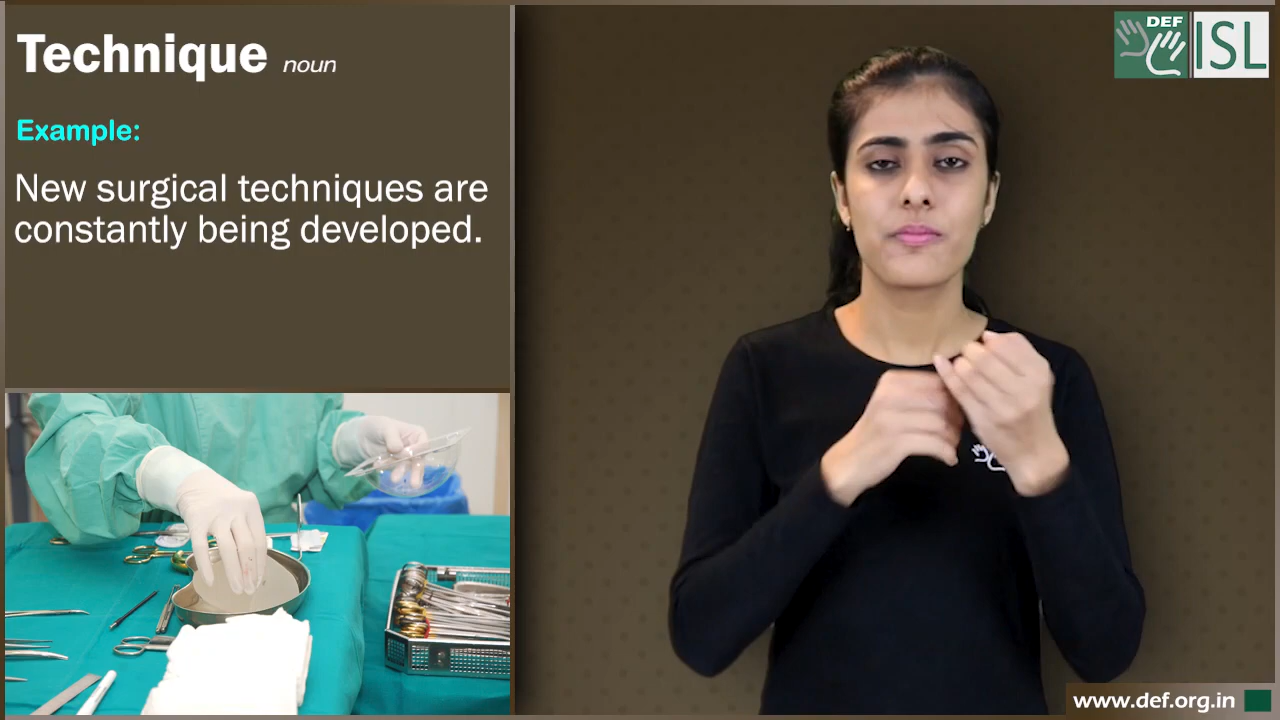 Technique noun
Example:
New surgical techniques are
constantly being developed.
DEF
ISL
www.def.org.in